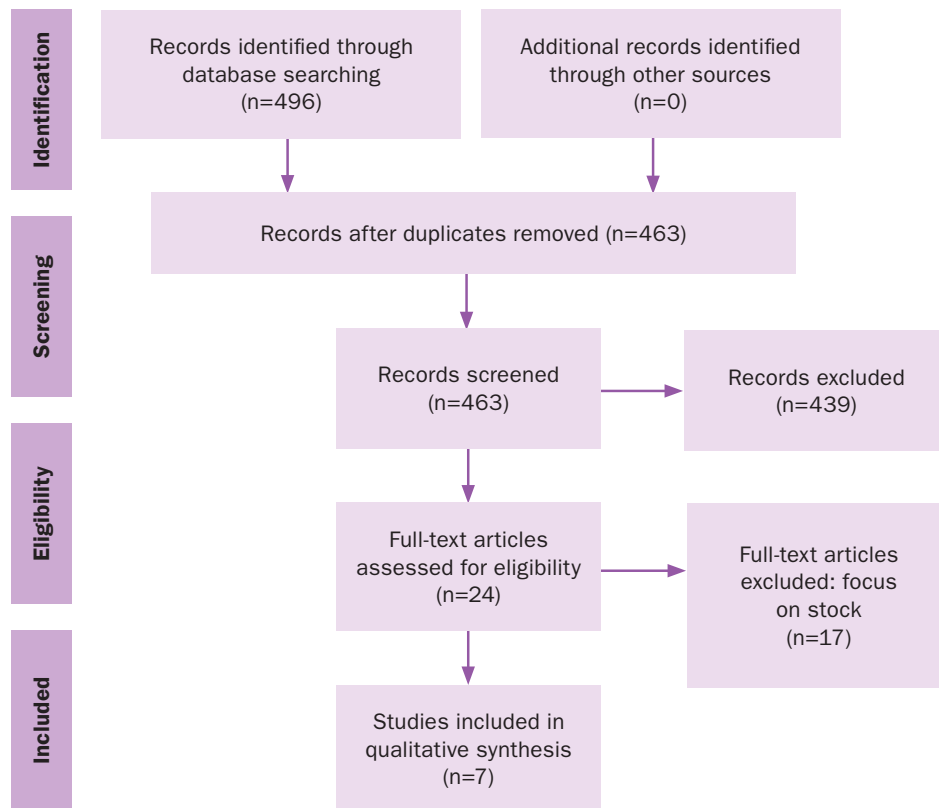 Identification
Records identified through
database searching
(n=496)
Additional records identified
through other sources
(n=0)
Records after duplicates removed (n=463)
Screening
Records screened
(n=463)
Records excluded
(n=439)
Eligibility
Full-text articles
assessed for eligibility
(n=24)
Full-text articles
excluded: focus
on stock
(n=17)
Included
Studies included in
qualitative synthesis
(n=7)